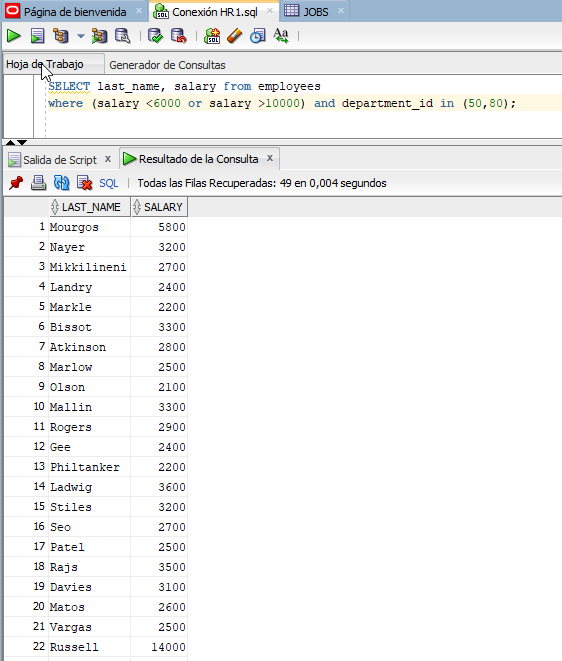 Página de bienvenida Conexión HR1.sql JOBS
Hoja de Trabajo Generador de Consultas
SELECT last_name, salary from employees
where (salary <6000 or salary >10000) and department_id in (50,80);
Salida de Script x Resultado de la Consulta x
SQL Todas las Filas Recuperadas: 49 en 0,004 segundos
LAST_NAME SALARY
1 Mourgos 5800
2 Nayer 3200
3 Mikkilineni 2700
4 Landry 2400
5 Markle 2200
6 Bissot 3300
7 Atkinson 2800
8 Marlow 2500
9 Olson 2100
10 Mallin 3300
11 Rogers 2900
12 Gee 2400
13 Philtanker 2200
14 Ladwig 3600
15 Stiles 3200
16 Seo 2700
17 Patel 2500
18 Rajs 3500
19 Davies 3100
20 Matos 2600
21 Vargas 2500
22 Russell 14000